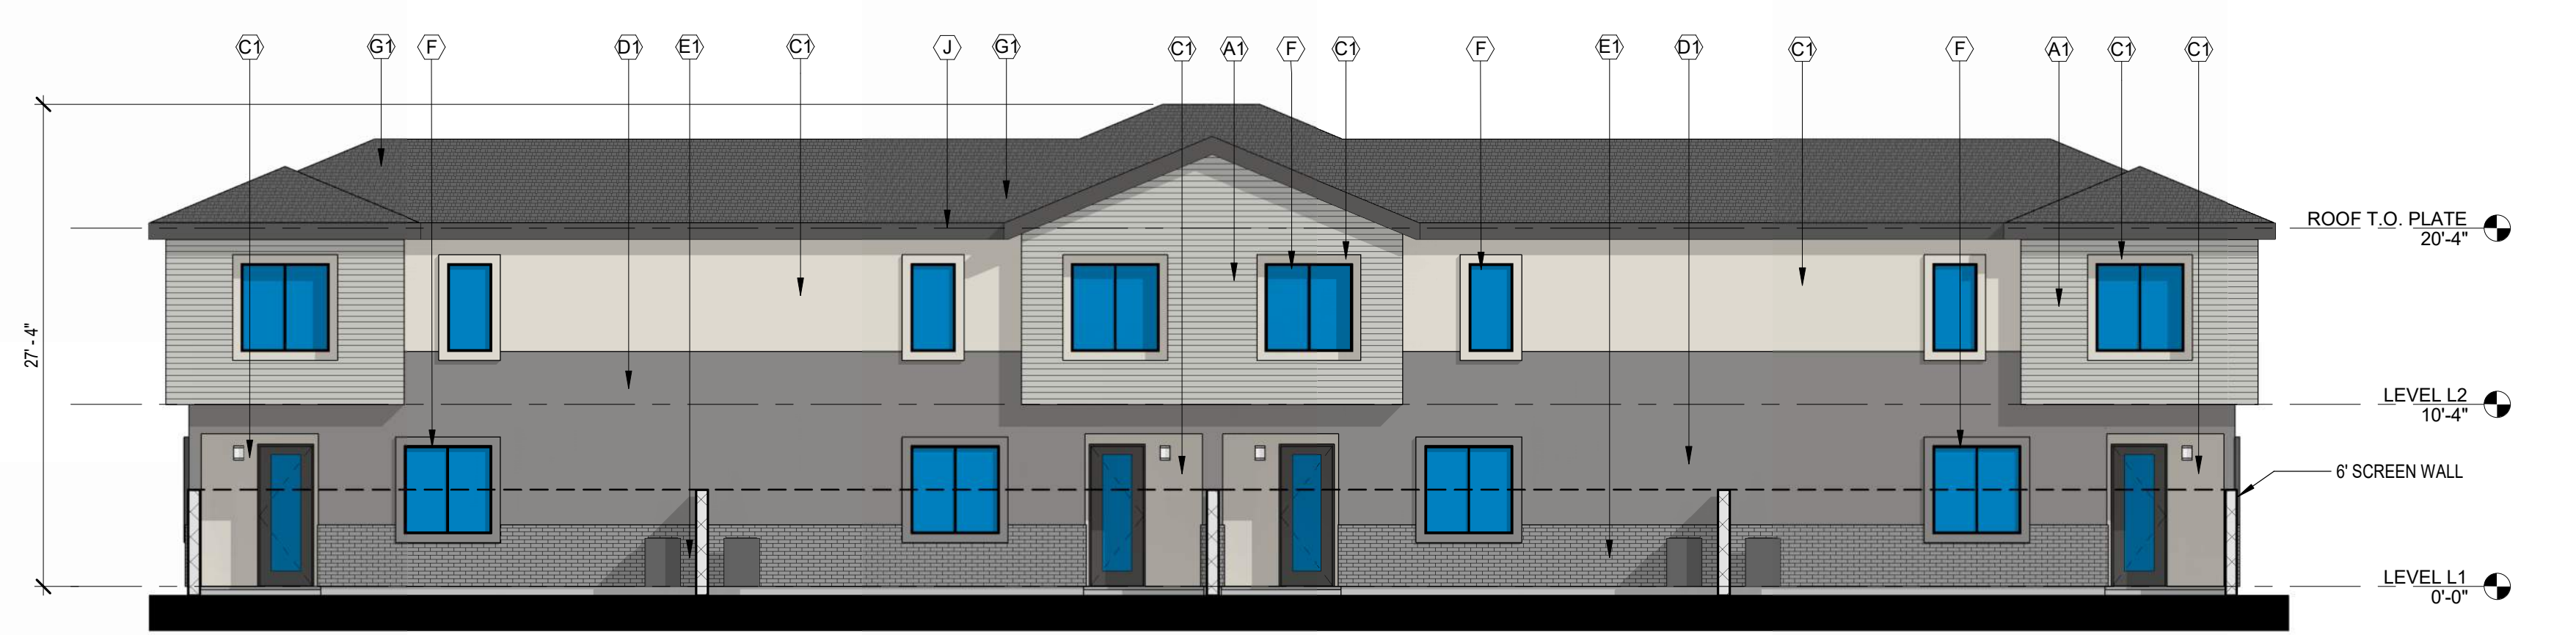 C1 G1 F D1 E1 C1 J G1 C1 A1 F C1 F E1 D1 C1 F A1 C1 C1
27' - 4"
ROOF T.O. PLATE
20'-4"
LEVEL L2
10'-4"
6' SCREEN WALL
LEVEL L1
0'-0"